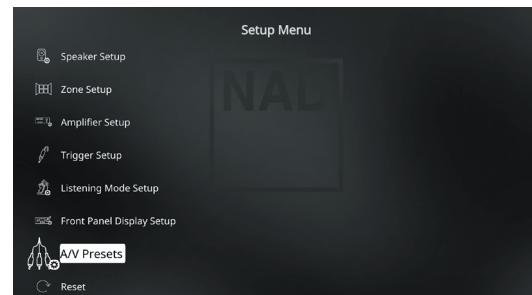 Setup Menu
Speaker Setup
Zone Setup
Amplifier Setup
Trigger Setup
Listening Mode Setup
Front Panel Display Setup
A/V Presets
Reset
NAD